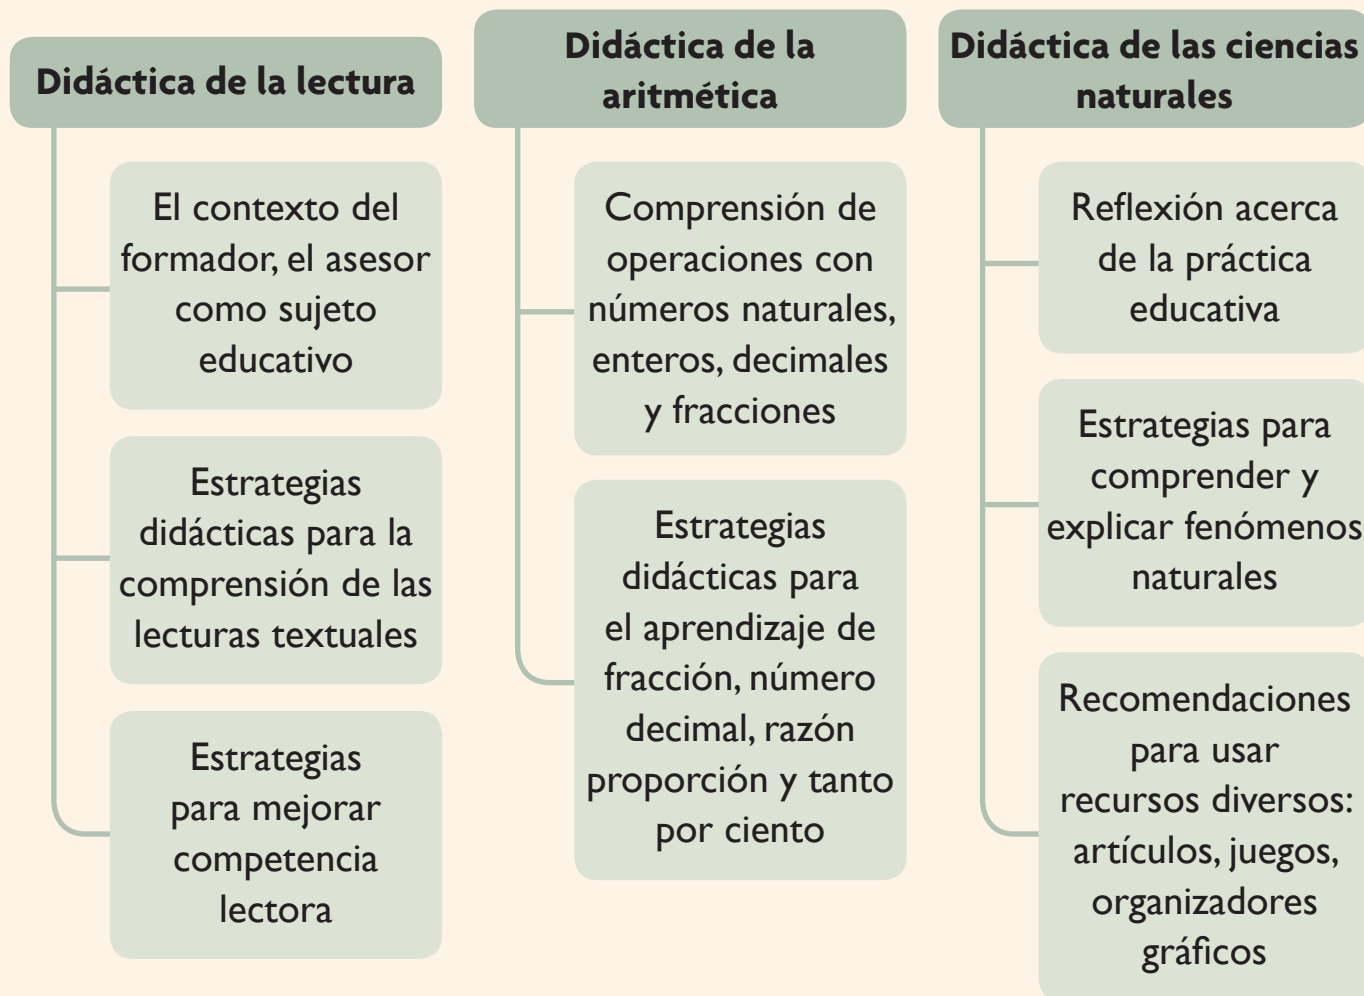 Didáctica de la lectura
El contexto del
formador, el asesor
como sujeto
educativo
Estrategias
didácticas para la
comprensión de las
lecturas textuales
Estrategias
para mejorar
competencia
lectora
Didáctica de la
aritmética
Comprensión de
operaciones con
números naturales,
enteros, decimales
y fracciones
Estrategias
didácticas para
el aprendizaje de
fracción, número
decimal, razón
proporción y tanto
por ciento
Didáctica de las ciencias
naturales
Reflexión acerca
de la práctica
educativa
Estrategias para
comprender y
explicar fenómenos
naturales
Recomendaciones
para usar
recursos diversos:
artículos, juegos,
organizadores
gráficos